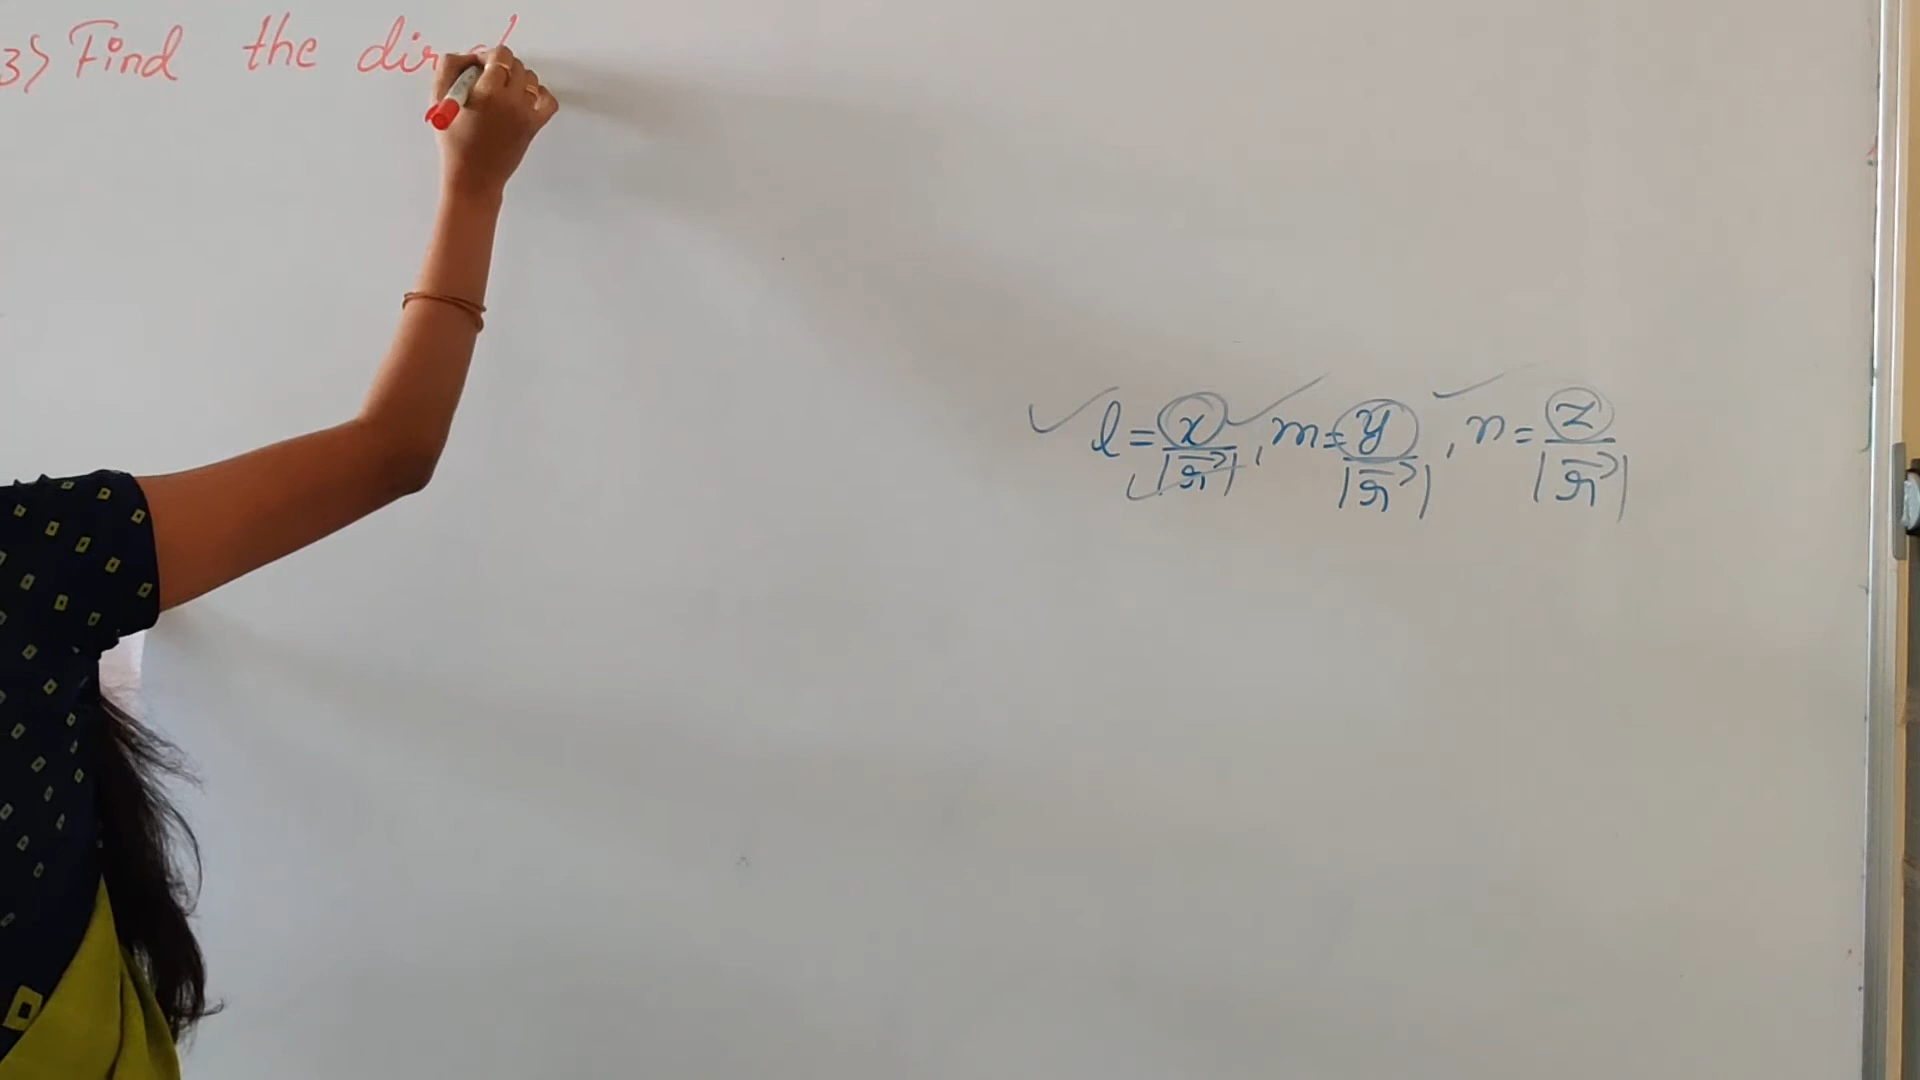 3) Find the dir
l = x/|r⃗|, m = y/|r⃗|, n = z/|r⃗|